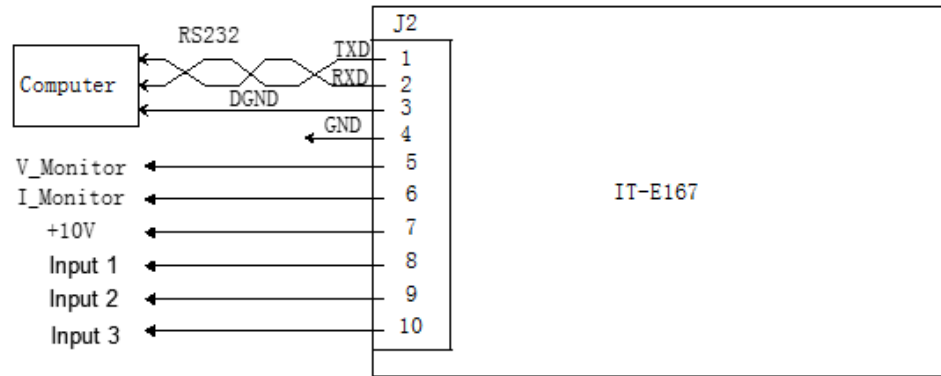 J2
RS232
TXD
1
Computer
RXD
2
DGND
3
GND
4
V_Monitor
5
I_Monitor
6
IT-E167
+10V
7
Input 1
8
Input 2
9
Input 3
10